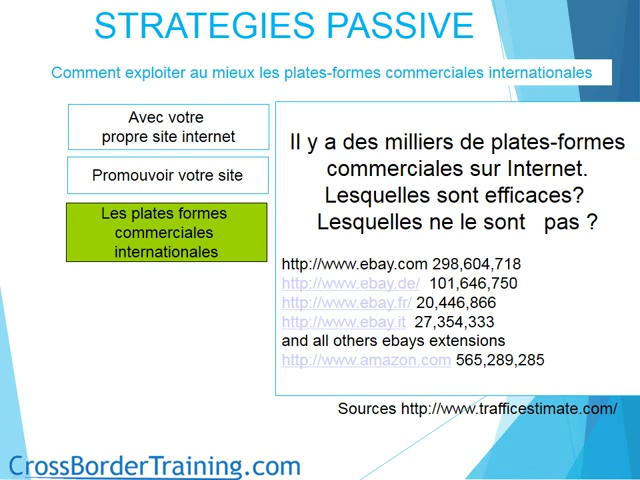 STRATEGIES PASSIVE
Comment exploiter au mieux les plates-formes commerciales internationales
Avec votre
propre site internet
Promouvoir votre site
Les plates formes
commerciales
internationales
Il y a des milliers de plates-formes
commerciales sur Internet.
Lesquelles sont efficaces?
Lesquelles ne le sont pas ?
http://www.ebay.com 298,604,718
http://www.ebay.de/ 101,646,750
http://www.ebay.fr/ 20,446,866
http://www.ebay.it 27,354,333
and all others ebays extensions
http://www.amazon.com 565,289,285
Sources http://www.trafficestimate.com/
CrossBorderTraining.com